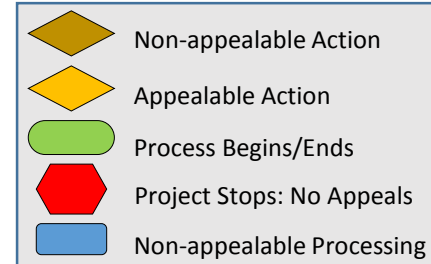 Non-appealable Action
Appealable Action
Process Begins/Ends
Project Stops: No Appeals
Non-appealable Processing